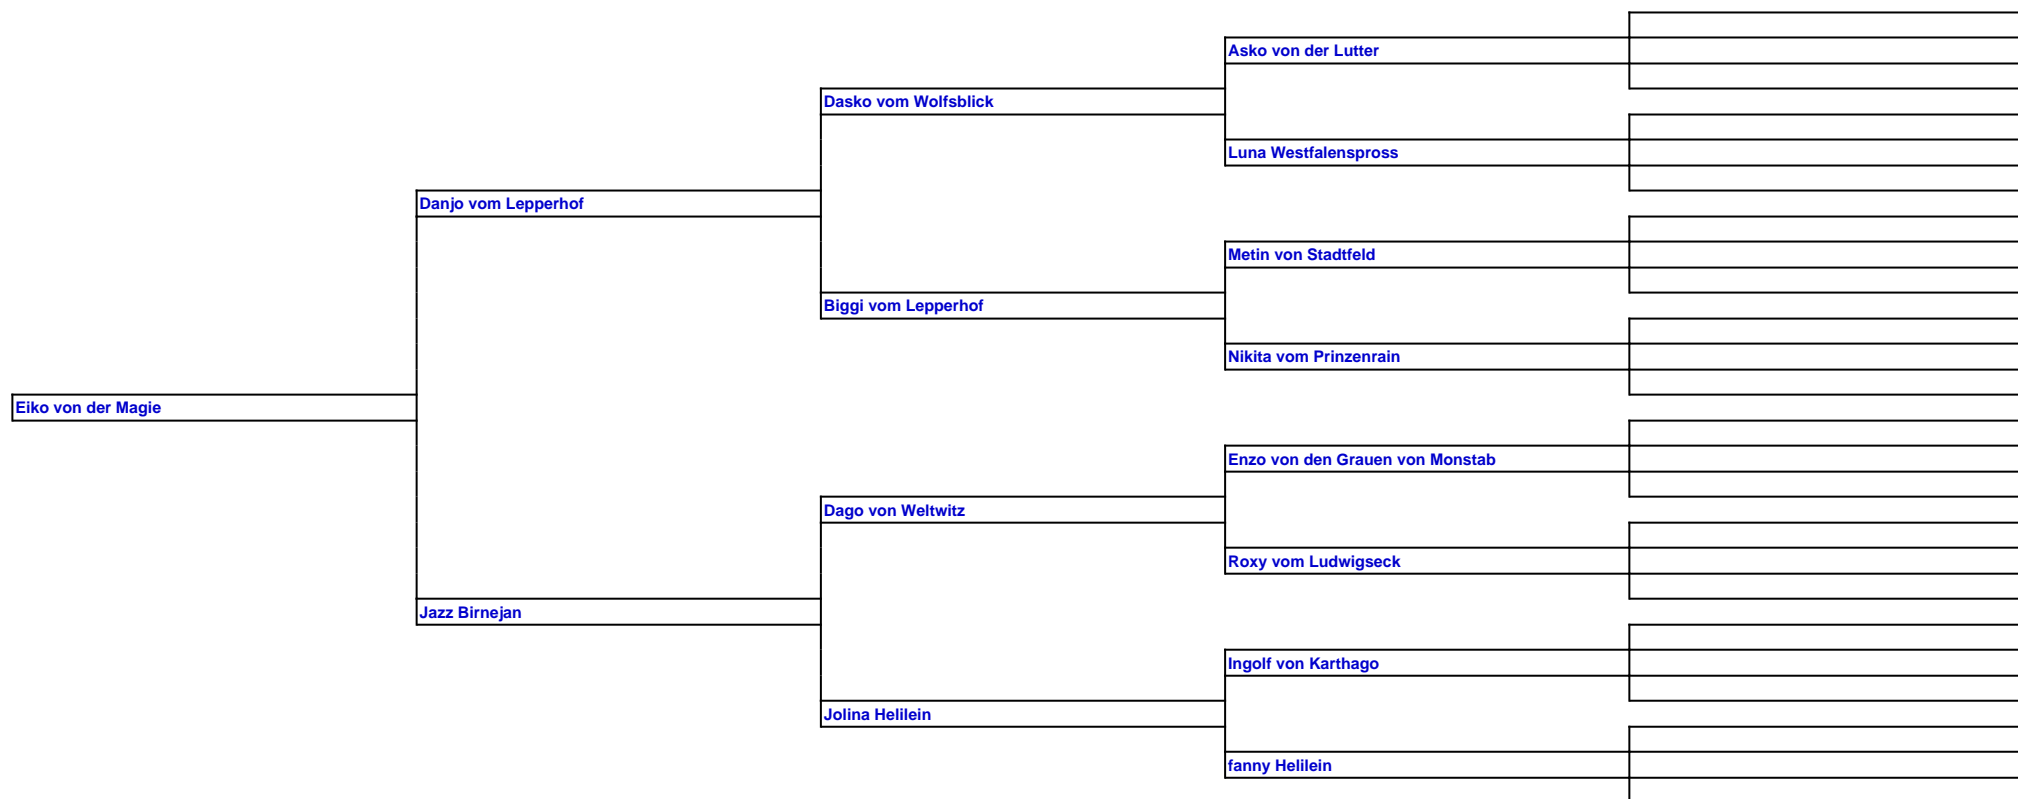 Asko von der Lutter
Dasko vom Wolfsblick
Luna Westfalenspross
Danjo vom Lepperhof
Metin von Stadtfeld
Biggi vom Lepperhof
Nikita vom Prinzenrain
Eiko von der Magie
Enzo von den Grauen von Monstab
Dago von Weltwitz
Roxy vom Ludwigseck
Jazz Birnejan
Ingolf von Karthago
Jolina Helilein
fanny Helilein